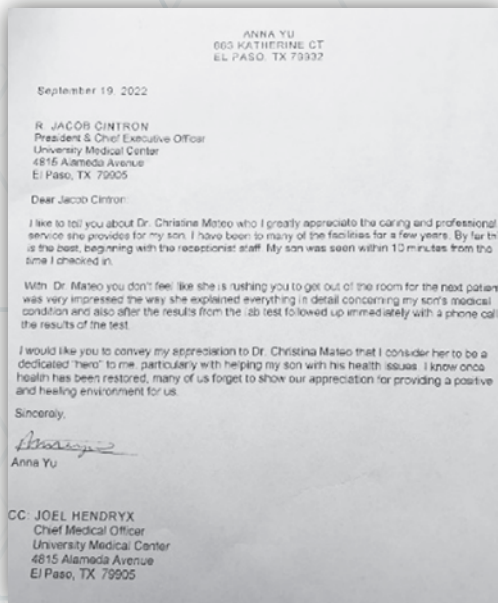 ANNA YU
663 KATHERINE CT
EL PASO, TX 79932
September 19, 2022
R. JACOB CINTRON
President & Chief Executive Officer
University Medical Center
4815 Alameda Avenue
El Paso, TX 79905
Dear Jacob Cintron:
I like to tell you about Dr. Christina Mateo who I greatly appreciate the caring and professional
service she provides for my son. I have been to many of the facilities for a few years. By far th
is the best, beginning with the receptionist staff. My son was seen within 10 minutes from the
time I checked in.
With Dr. Mateo you don't feel like she is rushing you to get out of the room for the next patien
was very impressed the way she explained everything in detail concerning my son's medical
condition and also after the results from the lab test followed up immediately with a phone call
the results of the test.
I would like you to convey my appreciation to Dr. Christina Mateo that I consider her to be a
dedicated "hero" to me, particularly with helping my son with his health issues. I know once
health has been restored, many of us forget to show our appreciation for providing a positive
and healing environment for us.
Sincerely,
Anna Yu
CC: JOEL HENDRYX
Chief Medical Officer
University Medical Center
4815 Alameda Avenue
El Paso, TX 79905